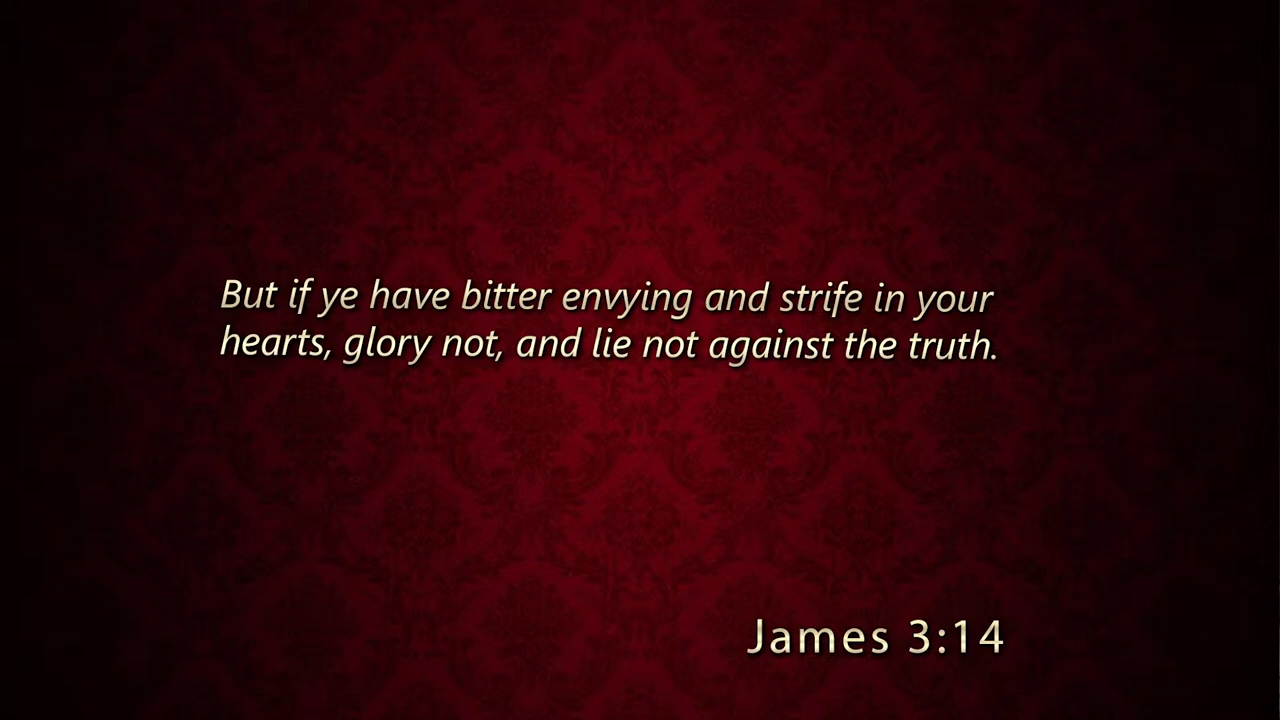 But if ye have bitter envying and strife in your
hearts, glory not, and lie not against the truth.
James 3:14